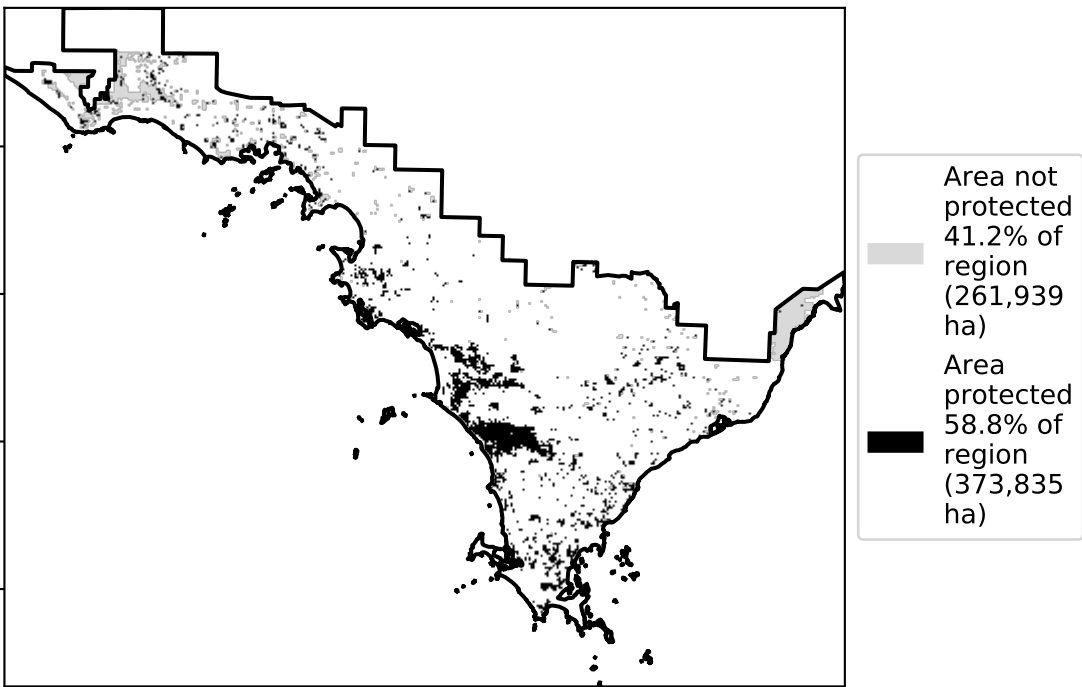 Area not
protected
41.2% of
region
(261,939
ha)
Area
protected
58.8% of
region
(373,835
ha)